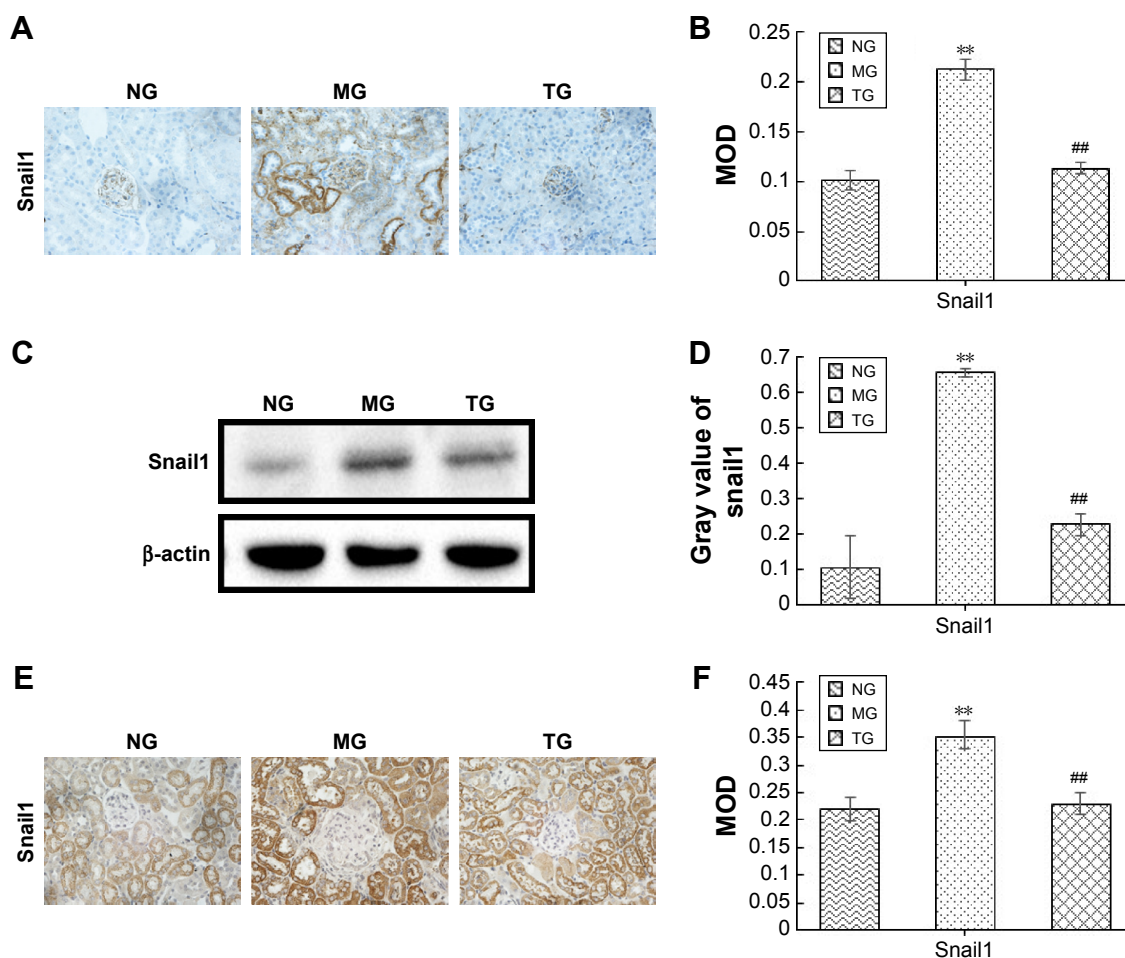 A
NG MG TG
Snail1
B
0.25
0.2
0.15
0.1
0.05
0
MOD
NG
MG
TG
**
##
Snail1
C
NG MG TG
Snail1
β-actin
D
0.7
0.6
0.5
0.4
0.3
0.2
0.1
0
Gray value of
snail1
NG
MG
TG
**
##
Snail1
E
NG MG TG
Snail1
F
0.45
0.4
0.35
0.3
0.25
0.2
0.15
0.1
0.05
0
MOD
NG
MG
TG
**
##
Snail1